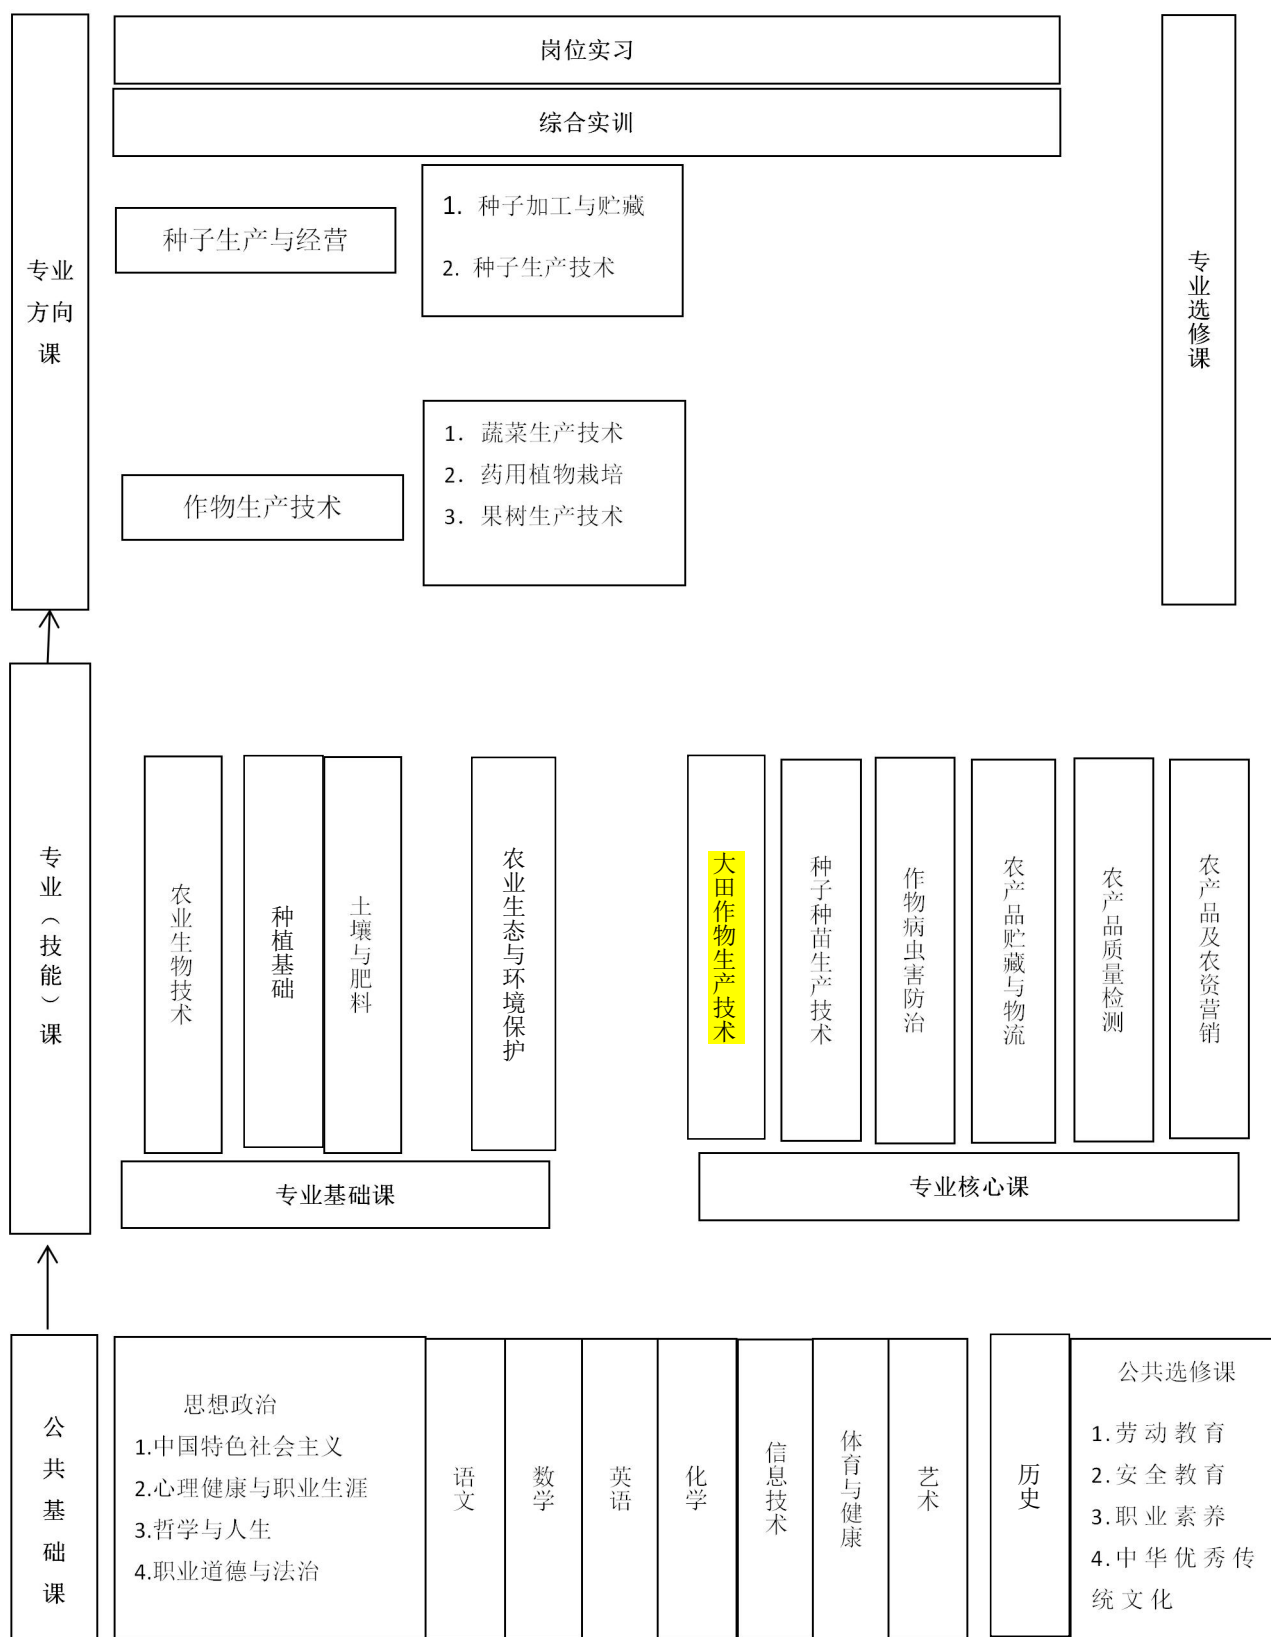 岗位实习
综合实训
专业
方向
课
种子生产与经营
1. 种子加工与贮藏
2. 种子生产技术
专业选修课
作物生产技术
1. 蔬菜生产技术
2. 药用植物栽培
3. 果树生产技术
专业（技能）课
农业生物技术
种植基础
土壤与肥料
农业生态与环境保护
大田作物生产技术
种子种苗生产技术
作物病虫害防治
农产品贮藏与物流
农产品质量检测
农产品及农资营销
专业基础课
专业核心课
公共基础课
思想政治
1.中国特色社会主义
2.心理健康与职业生涯
3.哲学与人生
4.职业道德与法治
语文
数学
英语
化学
信息技术
体育与健康
艺术
历史
公共选修课
1.劳动教育
2.安全教育
3.职业素养
4.中华优秀传
统文化